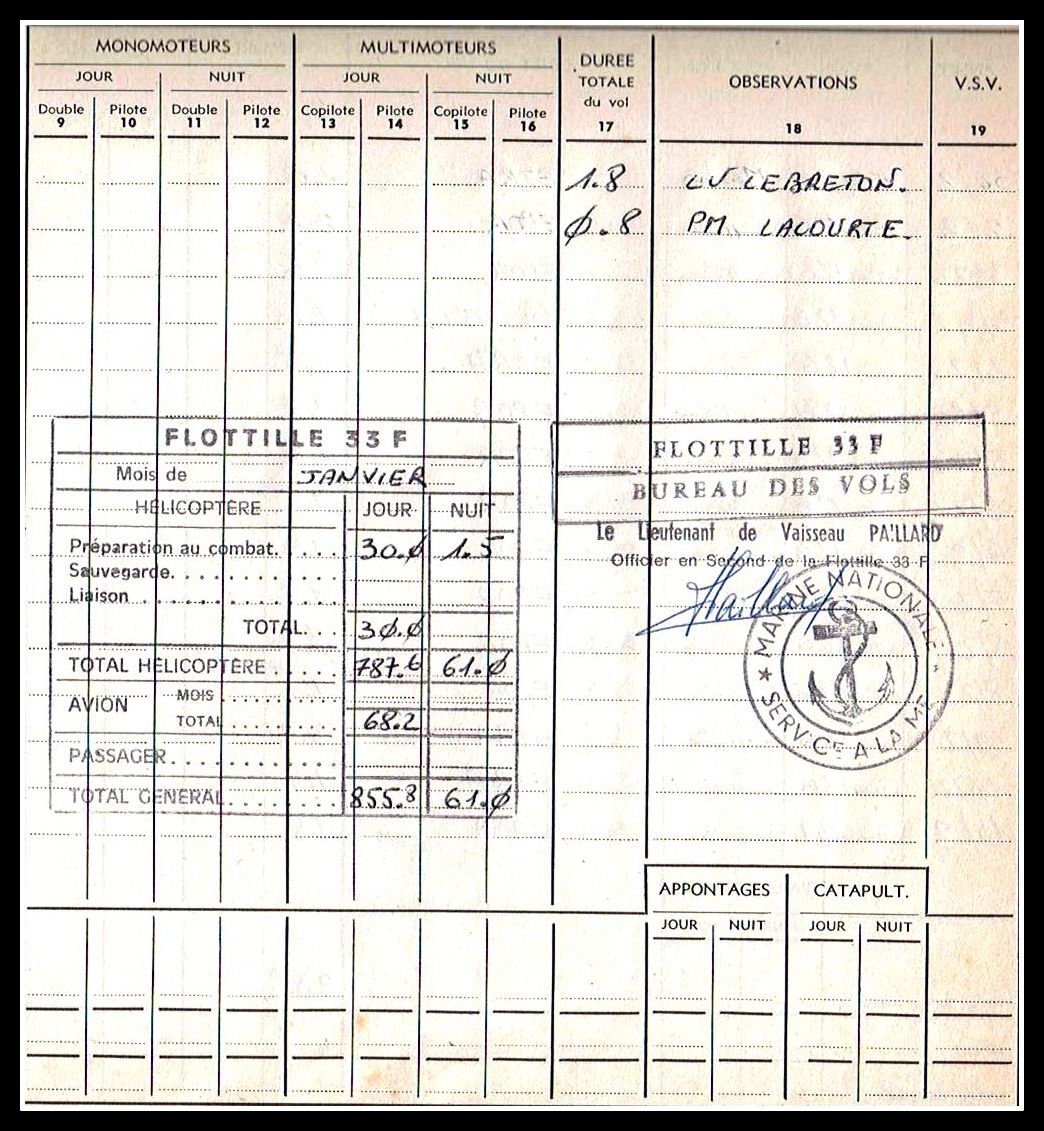 MONOMOTEURS MULTIMOTEURS DURÉE TOTALE du vol OBSERVATIONS V.S.V.
JOUR NUIT JOUR NUIT
Double Pilote Double Pilote Copilote Pilote Copilote Pilote
9 10 11 12 13 14 15 16 17 18 19
1.8 LV LEBRETON.
0.8 PM LACOURTE.
FLOTTILLE 33 F
Mois de JANVIER
HÉLICOPTÈRE JOUR NUIT
Préparation au combat. . . . . 30.0 1.5
Sauvegarde. . . . . . . . . . . .
Liaison . . . . . . . . . . . . . .
TOTAL. . . 30.0
TOTAL HÉLICOPTÈRE . . . . . 787.6 61.0
AVION MOIS . . . . . . . . . .
TOTAL . . . . . . . . . 68.2
PASSAGER. . . . . . . . . . . . .
TOTAL GÉNÉRAL. . . . . . . . 855.8 61.0
FLOTTILLE 33 F
BUREAU DES VOLS
Le Lieutenant de Vaisseau PAILLARD
Officier en Second de la Flottille 33 F
Paillard
★ MARINE NATIONALE ★
SERVICE A LA MER
APPONTAGES CATAPULT.
JOUR NUIT JOUR NUIT